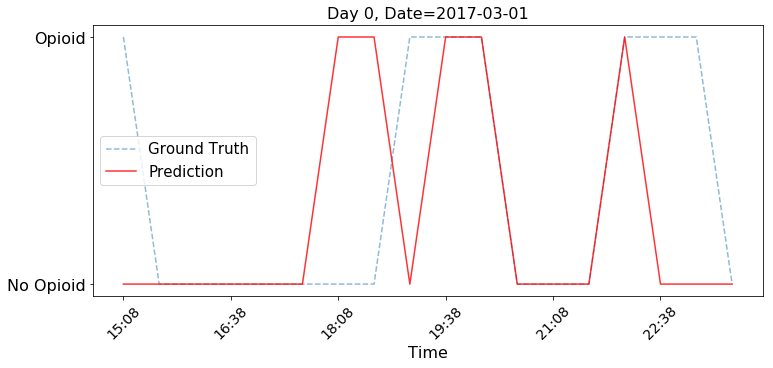 Day 0, Date=2017-03-01
Opioid
Ground Truth
Prediction
No Opioid
15:08
16:38
18:08
19:38
21:08
22:38
Time